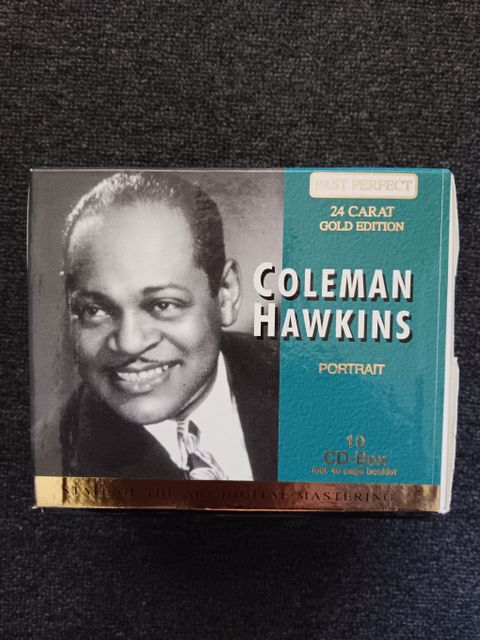 PAST PERFECT
24 CARAT
GOLD EDITION
COLEMAN
HAWKINS
PORTRAIT
10
CD-Box
incl. 40 page booklet
STATE OF THE ART DIGITAL MASTERING